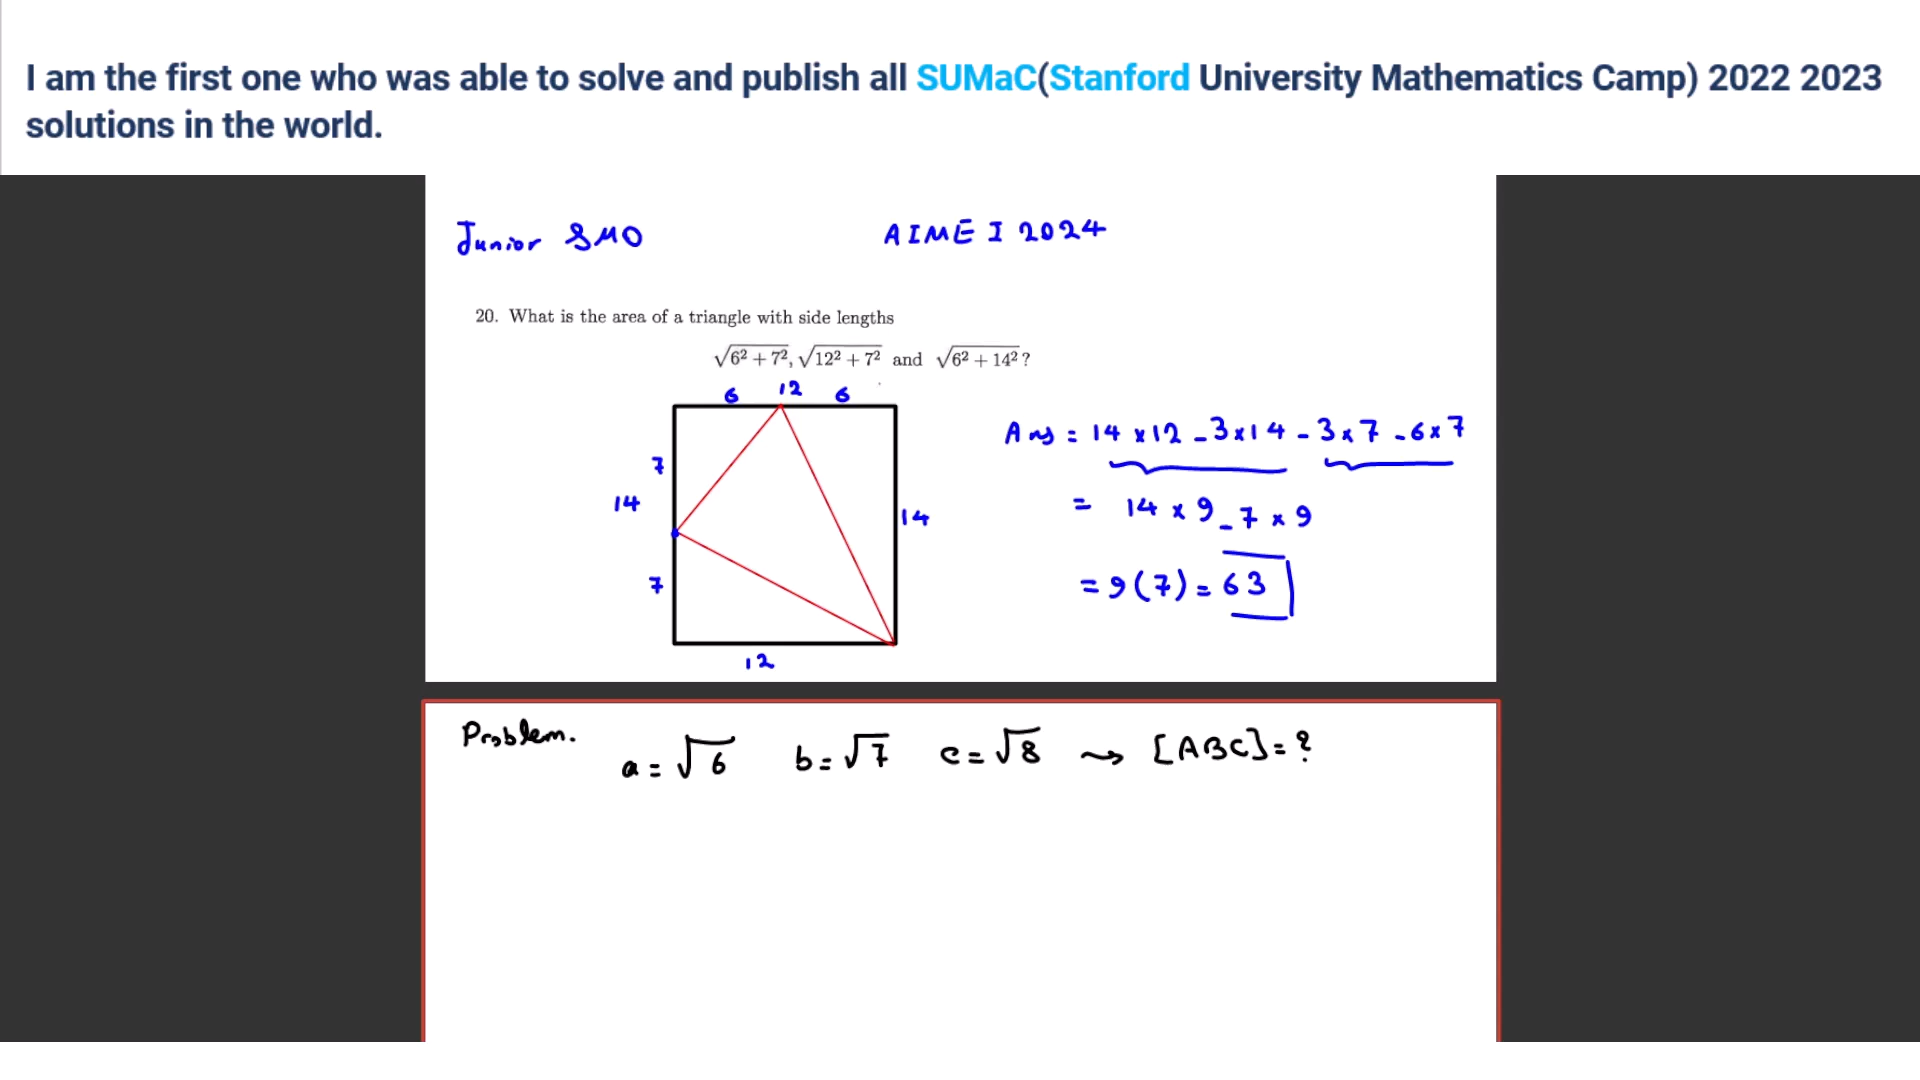 I am the first one who was able to solve and publish all SUMaC(Stanford University Mathematics Camp) 2022 2023
solutions in the world.
Junior SMO
AIME I 2024
20. What is the area of a triangle with side lengths
√(6² + 7²), √(12² + 7²) and √(6² + 14²) ?
6 12 6
7
14
7
14
12
Ans = 14 × 12 - 3×14 - 3×7 - 6×7
= 14 × 9 - 7 × 9
= 9(7) = 63
Problem.
a = √6 b = √7 c = √8 ⇝ [ABC] = ?